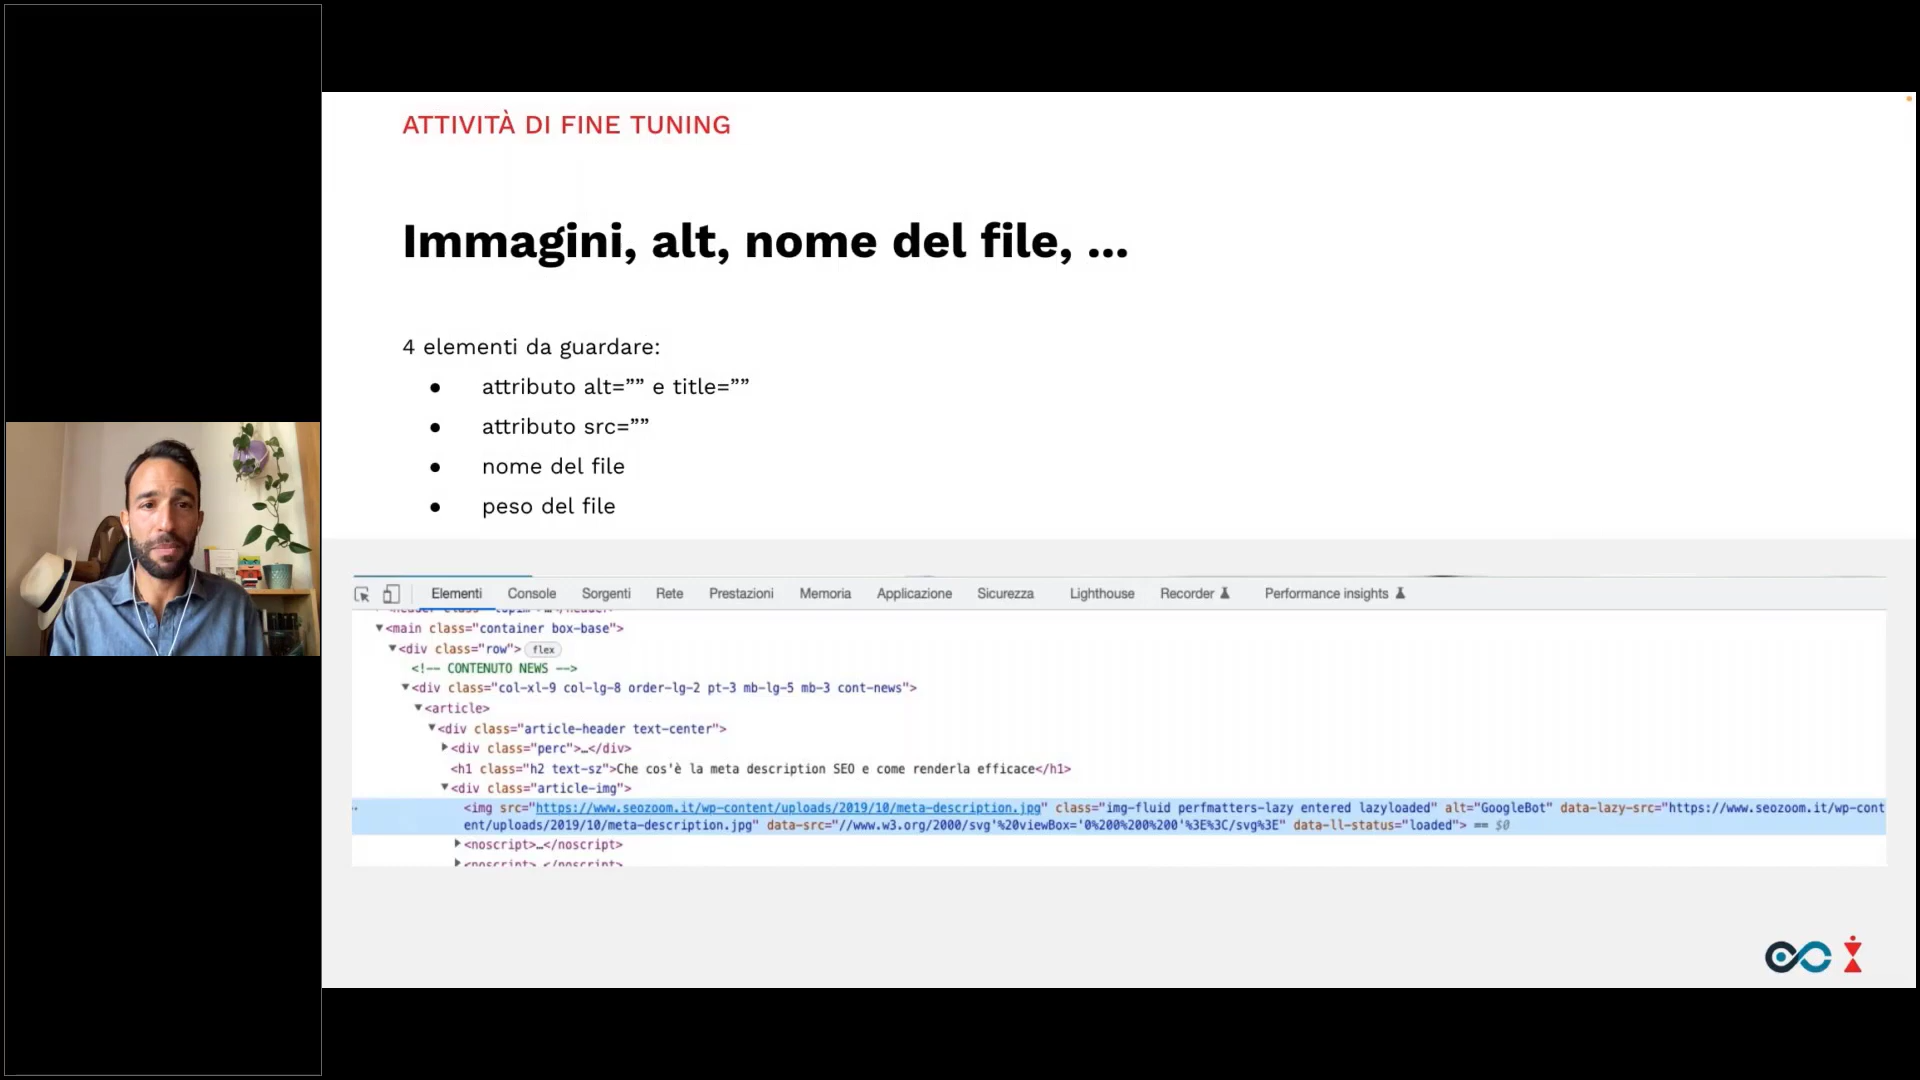 ATTIVITÀ DI FINE TUNING
Immagini, alt, nome del file, ...
4 elementi da guardare:
● attributo alt=”” e title=””
● attributo src=””
● nome del file
● peso del file
Elementi Console Sorgenti Rete Prestazioni Memoria Applicazione Sicurezza Lighthouse Recorder Performance insights
▼<main class="container box-base">
▼<div class="row"> flex
<!-- CONTENUTO NEWS -->
▼<div class="col-xl-9 col-lg-8 order-lg-2 pt-3 mb-lg-5 mb-3 cont-news">
▼<article>
▼<div class="article-header text-center">
▶<div class="perc">…</div>
<h1 class="h2 text-sz">Che cos'è la meta description SEO e come renderla efficace</h1>
▼<div class="article-img">
<img src="https://www.seozoom.it/wp-content/uploads/2019/10/meta-description.jpg" class="img-fluid perfmatters-lazy entered lazyloaded" alt="GoogleBot" data-lazy-src="https://www.seozoom.it/wp-cont
ent/uploads/2019/10/meta-description.jpg" data-src="//www.w3.org/2000/svg'%20viewBox='0%200%200%200'%3E%3C/svg%3E" data-ll-status="loaded"> == $0
▶<noscript>…</noscript>
▶<noscript>…</noscript>